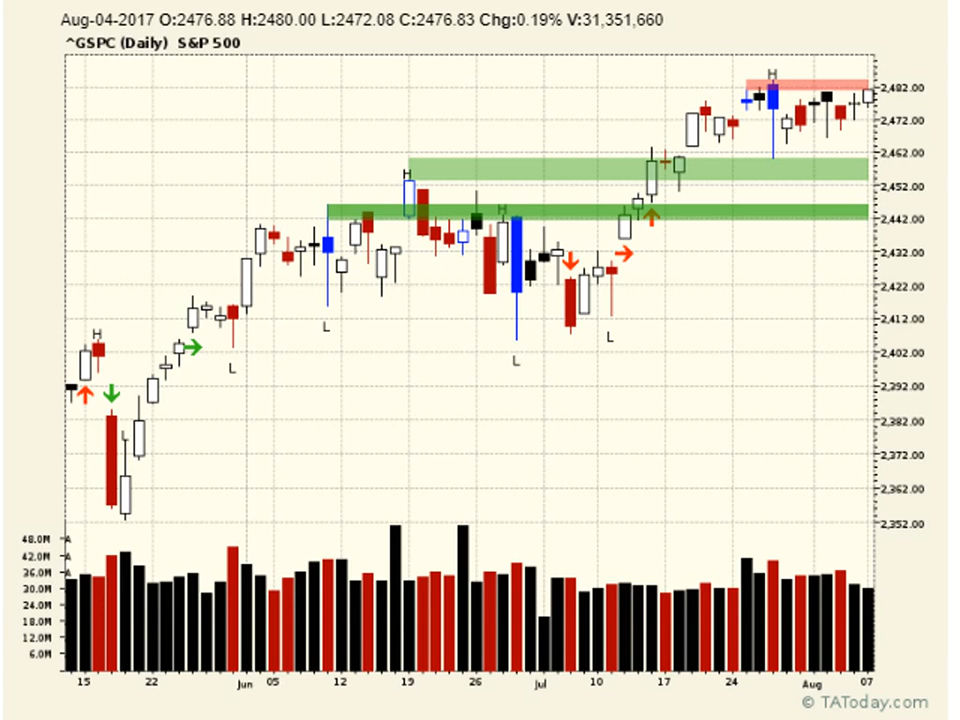 Aug-04-2017 O:2476.88 H:2480.00 L:2472.08 C:2476.83 Chg:0.19% V:31,351,660
^GSPC (Daily) S&P 500
H
2,482.00
2,472.00
2,462.00
H
2,452.00
H
2,442.00
2,432.00
2,422.00
L
2,412.00
H
L
2,402.00
L
L
2,392.00
2,382.00
L
2,372.00
2,362.00
2,352.00
48.0M A
42.0M A
36.0M A
30.0M
24.0M
18.0M
12.0M
6.0M
15 22 Jun 05 12 19 26 Jul 10 17 24 Aug 07
© TAToday.com